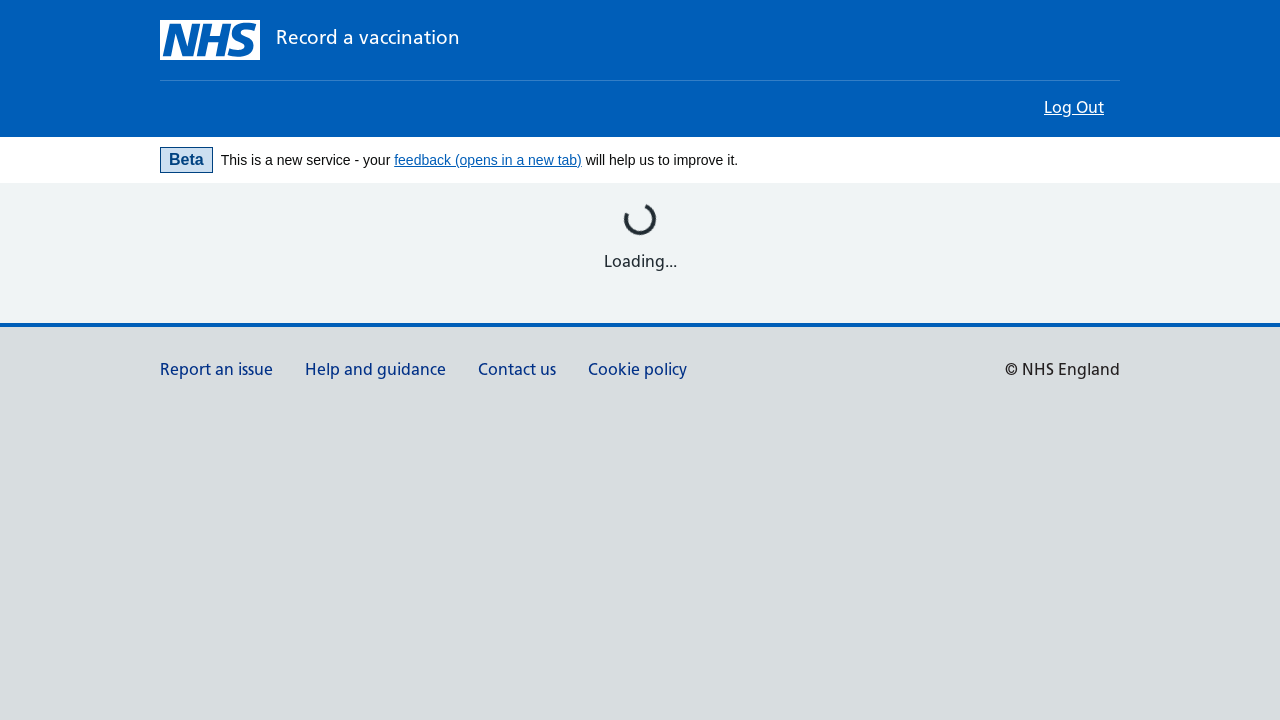 NHS Record a vaccination
Log Out
Beta This is a new service - your feedback (opens in a new tab) will help us to improve it.
Loading...
Report an issue Help and guidance Contact us Cookie policy © NHS England